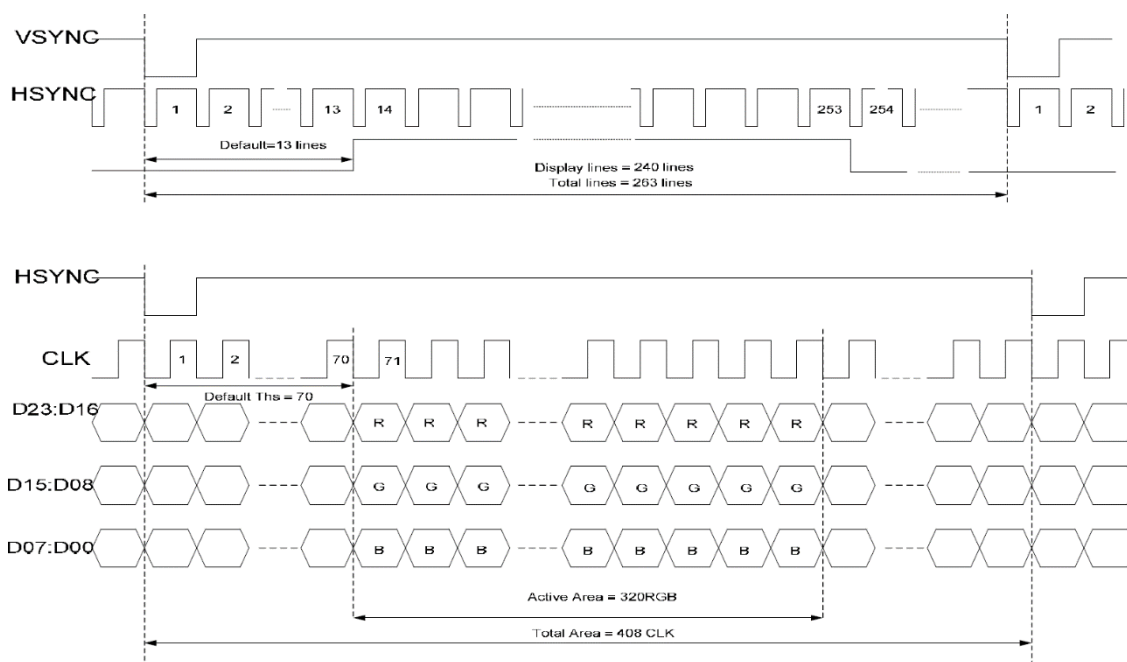 VSYNC
HSYNC
1 2 13 14 253 254 1 2
Default=13 lines
Display lines = 240 lines
Total lines = 263 lines
HSYNC
CLK
1 2 70 71
Default Ths = 70
D23:D16
R R R R R R R R
D15:D08
G G G G G G G G
D07:D00
B B B B B B B B
Active Area = 320RGB
Total Area = 408 CLK